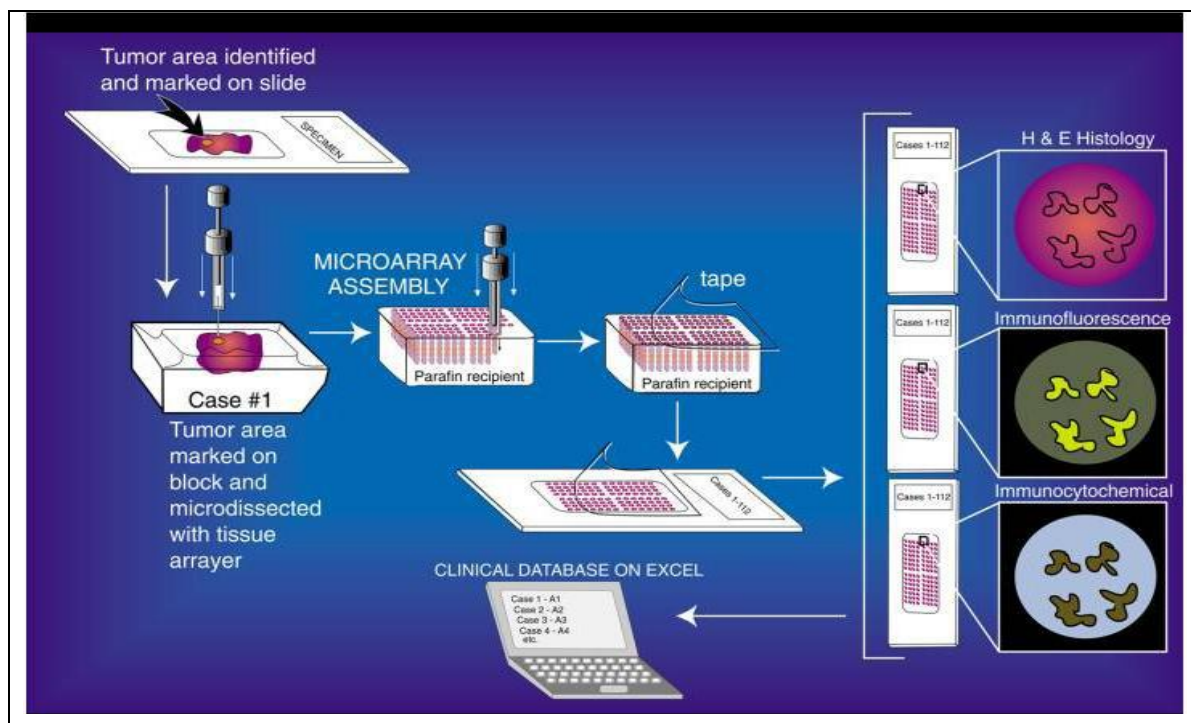 Tumor area identified
and marked on slide
SPECIMEN
Case #1
Tumor area
marked on
block and
microdissected
with tissue
arrayer
MICROARRAY
ASSEMBLY
Parafin recipient
tape
Parafin recipient
Cases 1-112
Cases 1-112
H & E Histology
Cases 1-112
Immunofluorescence
Cases 1-112
Immunocytochemical
CLINICAL DATABASE ON EXCEL
Case 1 - A1
Case 2 - A2
Case 3 - A3
Case 4 - A4
etc.